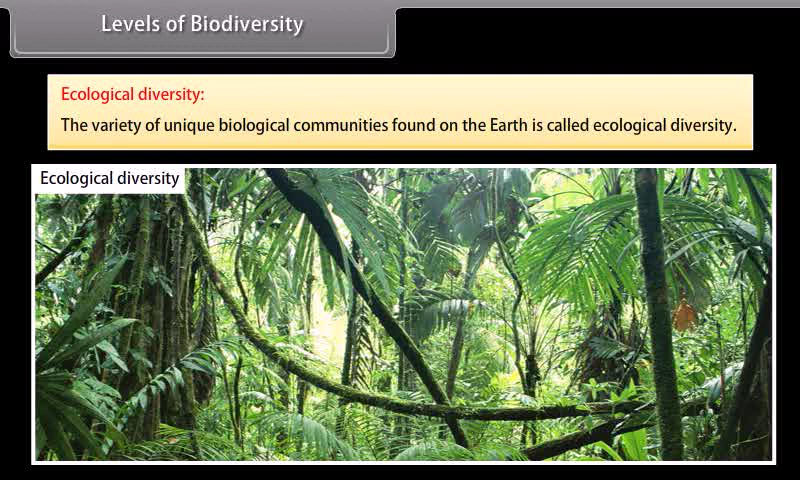 Levels of Biodiversity
Ecological diversity:
The variety of unique biological communities found on the Earth is called ecological diversity.
Ecological diversity